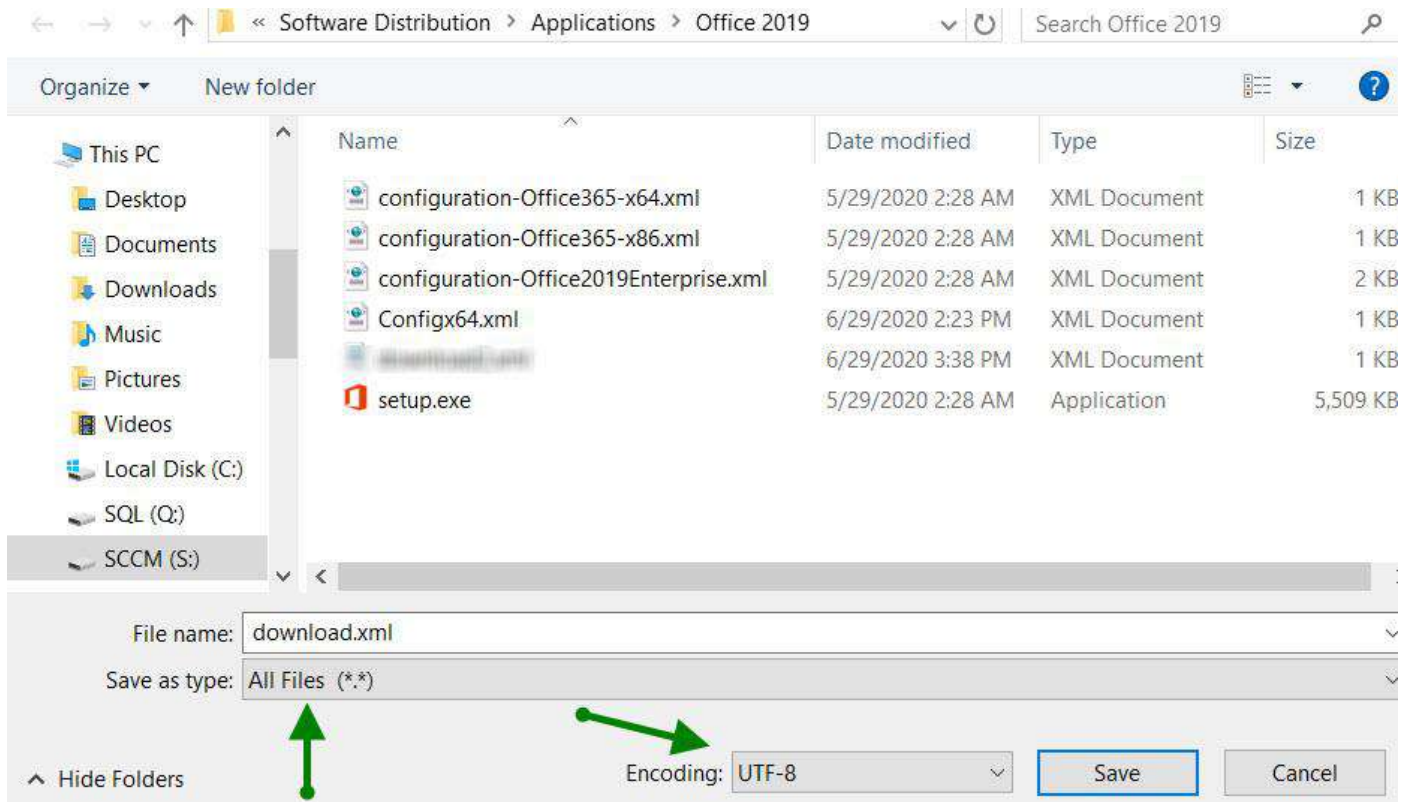 « Software Distribution > Applications > Office 2019
Search Office 2019
Organize
New folder
?
This PC
Desktop
Documents
Downloads
Music
Pictures
Videos
Local Disk (C:)
SQL (Q:)
SCCM (S:)
Name Date modified Type Size
configuration-Office365-x64.xml 5/29/2020 2:28 AM XML Document 1 KB
configuration-Office365-x86.xml 5/29/2020 2:28 AM XML Document 1 KB
configuration-Office2019Enterprise.xml 5/29/2020 2:28 AM XML Document 2 KB
Configx64.xml 6/29/2020 2:23 PM XML Document 1 KB
6/29/2020 3:38 PM XML Document 1 KB
setup.exe 5/29/2020 2:28 AM Application 5,509 KB
File name: download.xml
Save as type: All Files (*.*)
Hide Folders
Encoding: UTF-8
Save
Cancel